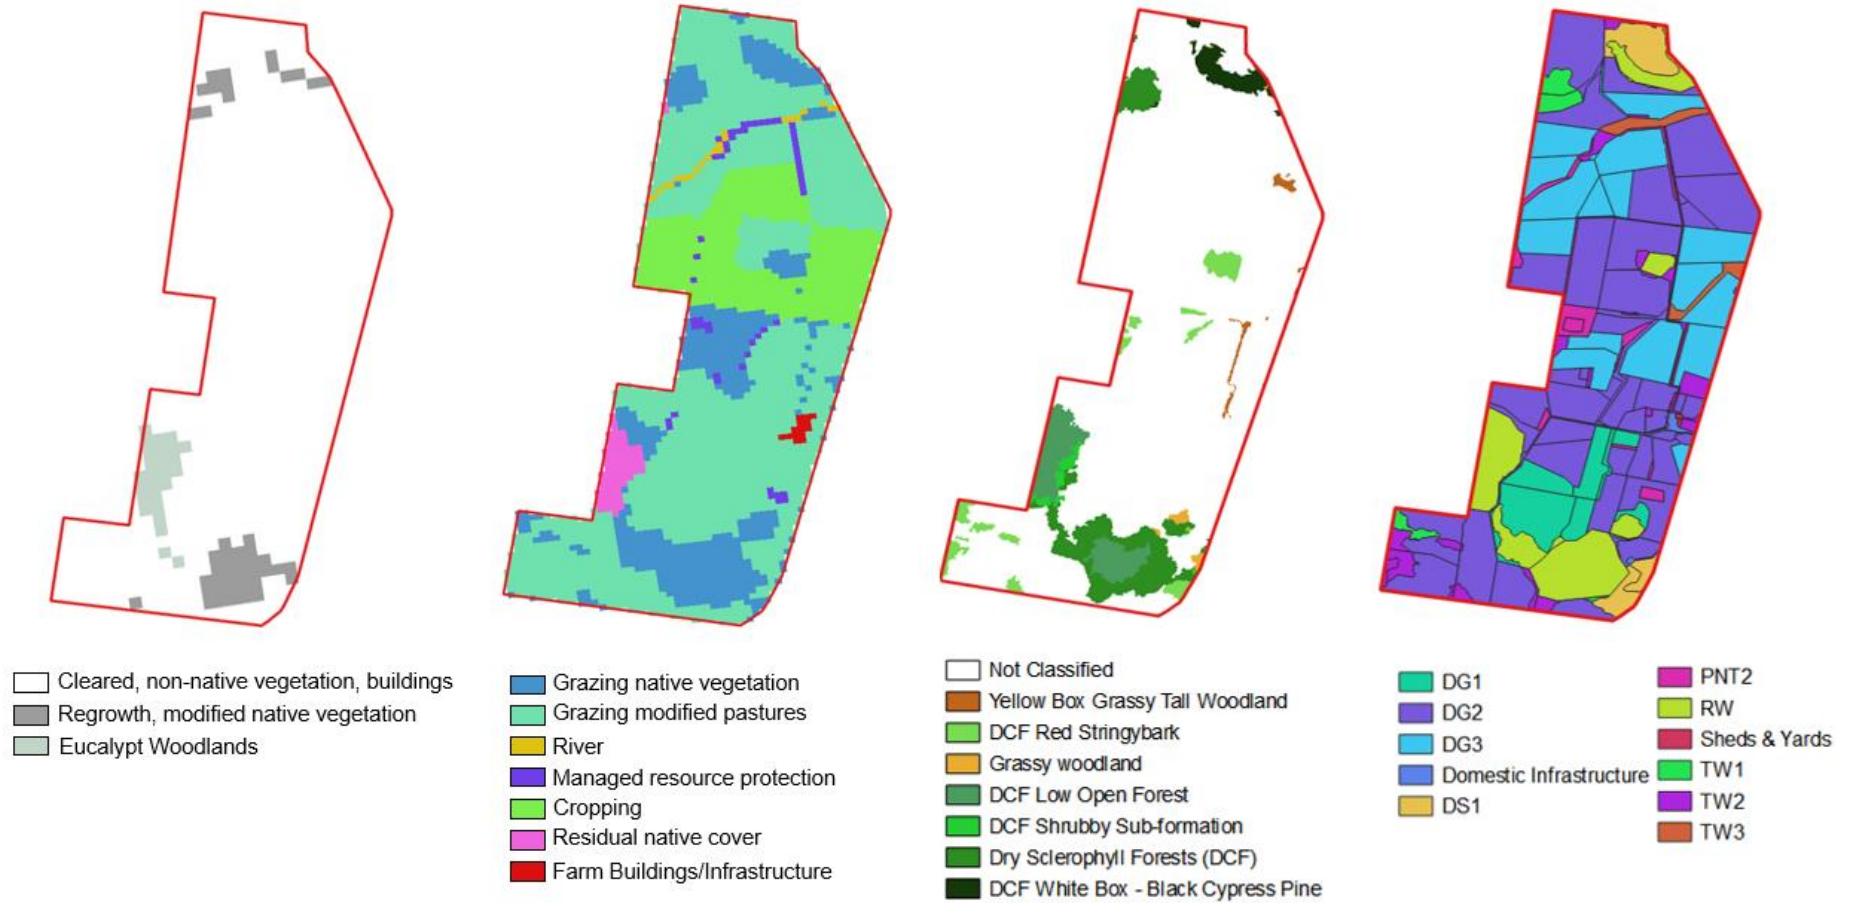 Cleared, non-native vegetation, buildings
Regrowth, modified native vegetation
Eucalypt Woodlands
Grazing native vegetation
Grazing modified pastures
River
Managed resource protection
Cropping
Residual native cover
Farm Buildings/Infrastructure
Not Classified
Yellow Box Grassy Tall Woodland
DCF Red Stringybark
Grassy woodland
DCF Low Open Forest
DCF Shrubby Sub-formation
Dry Sclerophyll Forests (DCF)
DCF White Box - Black Cypress Pine
DG1
DG2
DG3
Domestic Infrastructure
DS1
PNT2
RW
Sheds & Yards
TW1
TW2
TW3